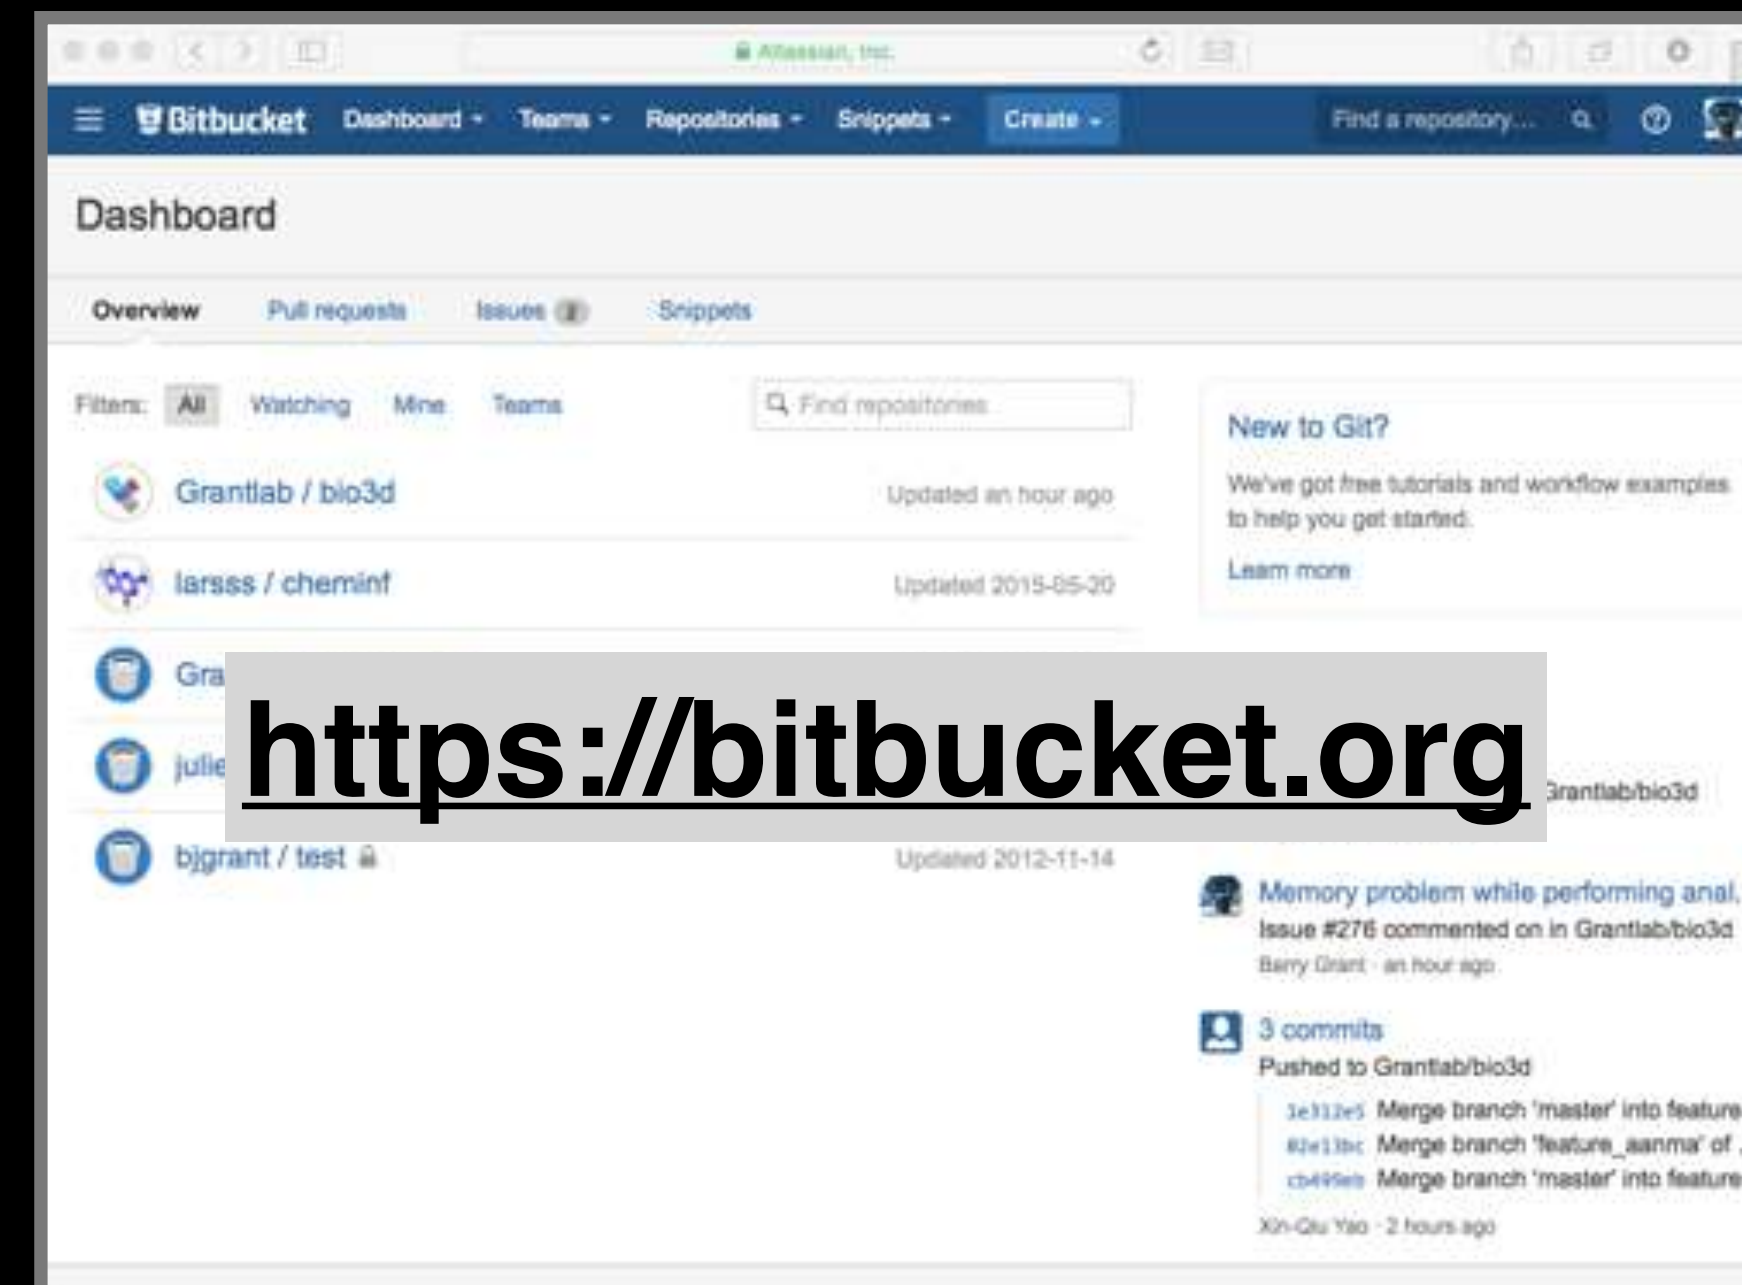 Atlassian, Inc.
Bitbucket Dashboard Teams Repositories Snippets Create Find a repository...
Dashboard
Overview Pull requests Issues (2) Snippets
Filters: All Watching Mine Teams Find repositories
Grantlab / bio3d Updated an hour ago
larsss / cheminf Updated 2015-05-20
Gra
julie
bjgrant / test Updated 2012-11-14
https://bitbucket.org
New to Git?
We've got free tutorials and workflow examples
to help you get started.
Learn more
Grantlab/bio3d
Memory problem while performing anal.
Issue #276 commented on in Grantlab/bio3d
Barry Grant · an hour ago
3 commits
Pushed to Grantlab/bio3d
1e312e5 Merge branch 'master' into feature
02e13bc Merge branch 'feature_aanma' of .
Merge branch 'master' into feature
Xin-Qiu Yao · 2 hours ago